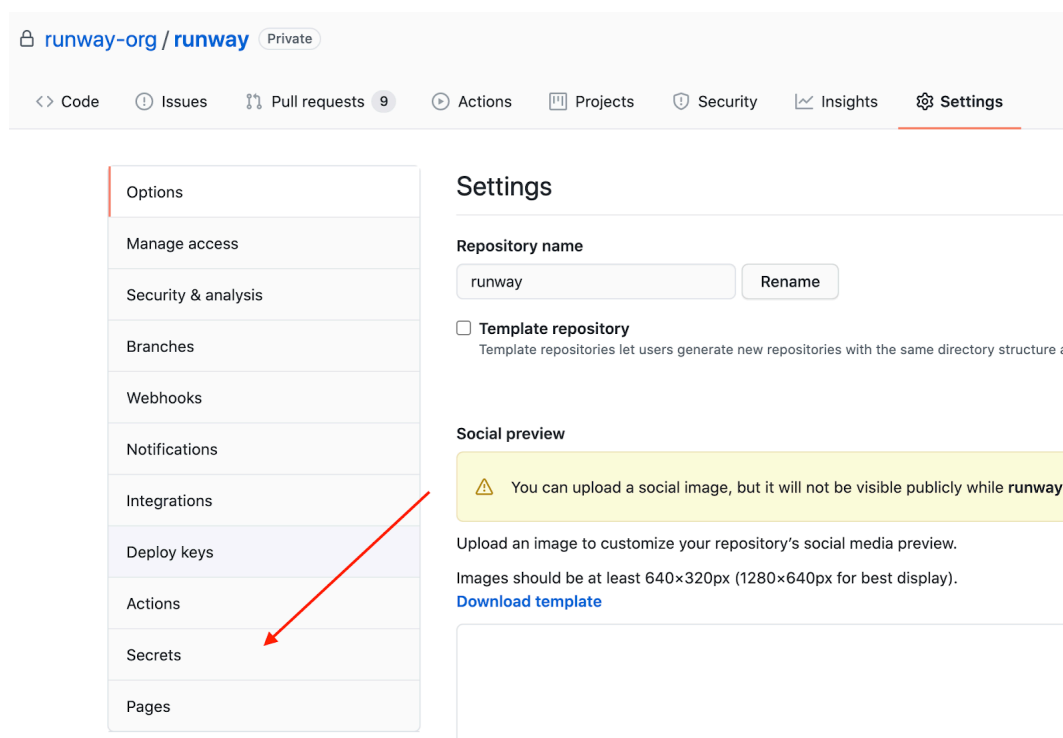 runway-org / runway Private
Code Issues Pull requests 9 Actions Projects Security Insights Settings
Options
Manage access
Security & analysis
Branches
Webhooks
Notifications
Integrations
Deploy keys
Actions
Secrets
Pages
Settings
Repository name
runway Rename
Template repository
Template repositories let users generate new repositories with the same directory structure
Social preview
You can upload a social image, but it will not be visible publicly while runway
Upload an image to customize your repository’s social media preview.
Images should be at least 640×320px (1280×640px for best display).
Download template